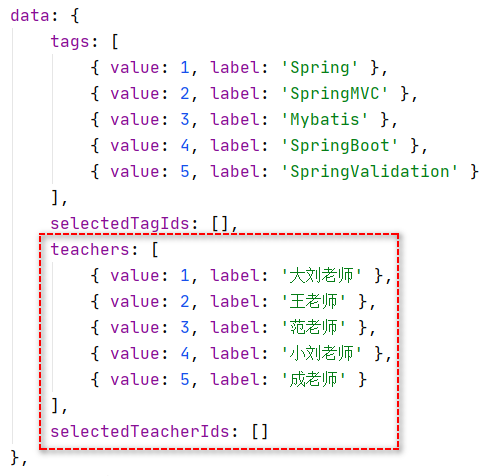 data: {
    tags: [
        { value: 1, label: 'Spring' },
        { value: 2, label: 'SpringMVC' },
        { value: 3, label: 'Mybatis' },
        { value: 4, label: 'SpringBoot' },
        { value: 5, label: 'SpringValidation' }
    ],
    selectedTagIds: [],
    teachers: [
        { value: 1, label: '大刘老师' },
        { value: 2, label: '王老师' },
        { value: 3, label: '范老师' },
        { value: 4, label: '小刘老师' },
        { value: 5, label: '成老师' }
    ],
    selectedTeacherIds: []
},